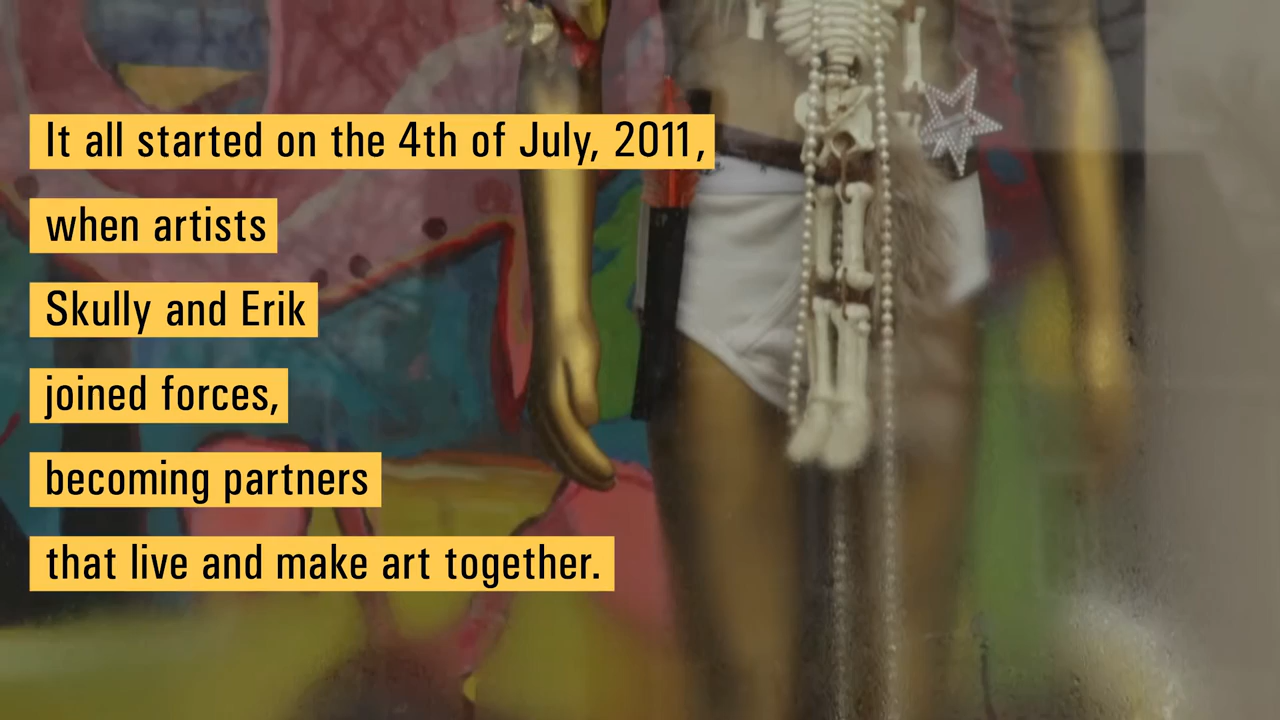 It all started on the 4th of July, 2011,
when artists
Skully and Erik
joined forces,
becoming partners
that live and make art together.